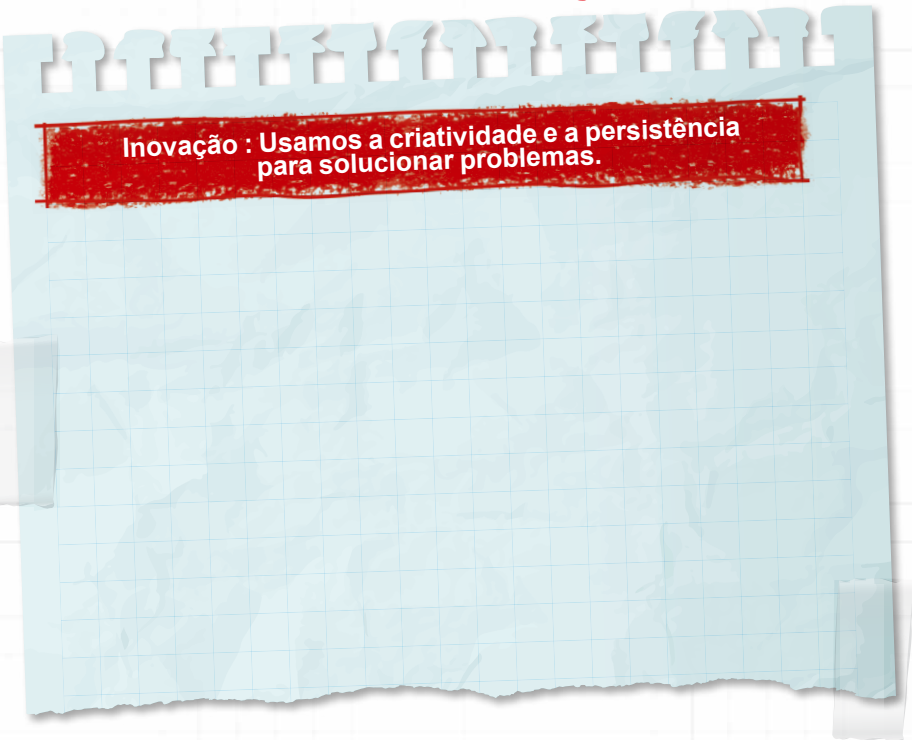 Inovação : Usamos a criatividade e a persistência
para solucionar problemas.